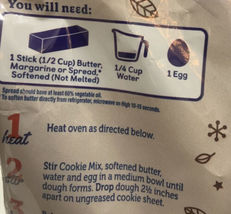 You will need:
1 Stick (1/2 Cup) Butter,
Margarine or Spread,*
Softened (Not Melted)
1/4 Cup
Water
1 Egg
Spread should have at least 60% vegetable oil.
To soften butter directly from refrigerator, microwave on High 10-15 seconds.
1
heat
Heat oven as directed below.
2
Stir Cookie Mix, softened butter,
water and egg in a medium bowl until
dough forms. Drop dough 2½ inches
apart on ungreased cookie sheet.